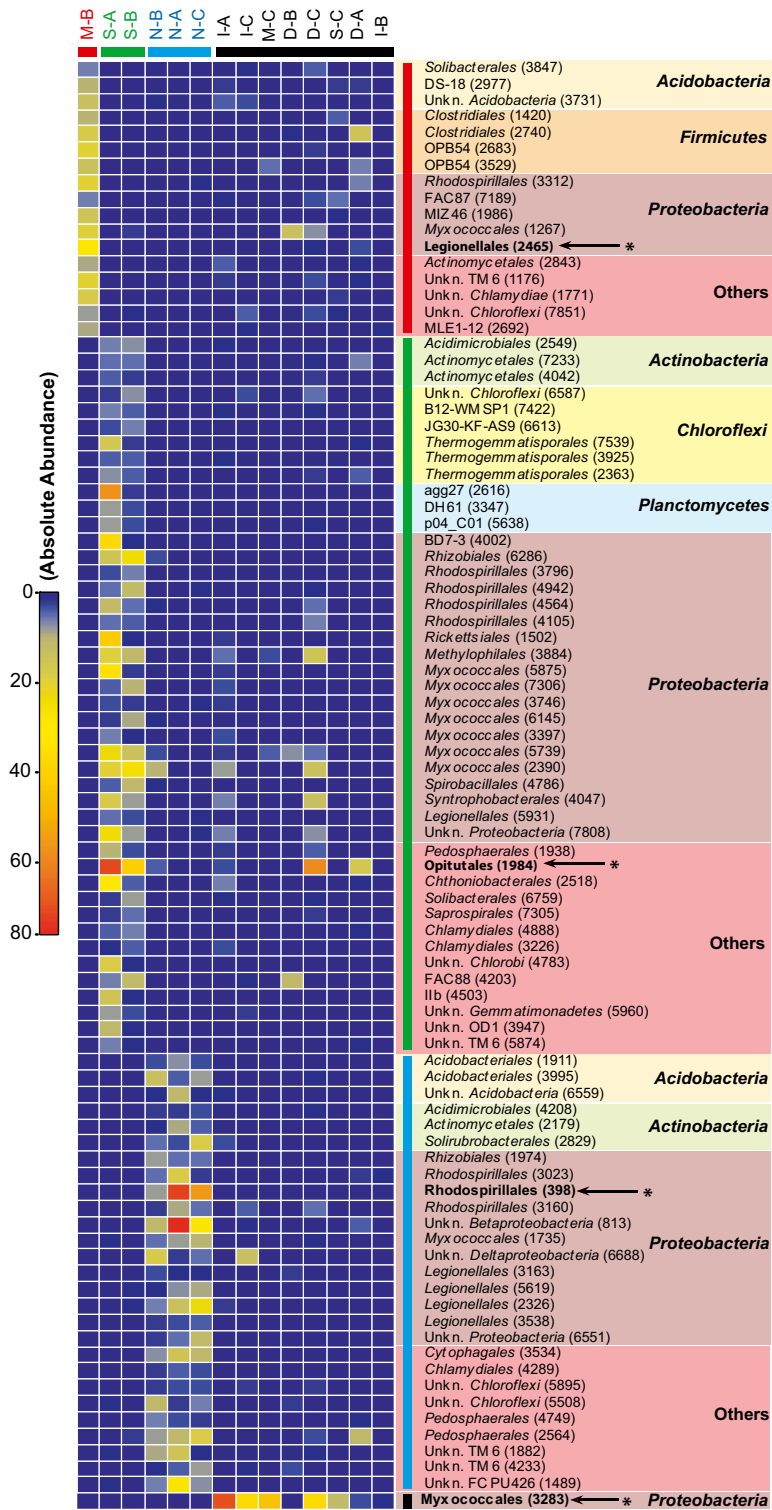 M-B S-A S-B N-B N-A N-C I-A I-C M-C D-B D-C S-C D-A I-B
(Absolute Abundance)
0
20
40
60
80
Solibacterales (3847)
DS-18 (2977)
Unkn. Acidobacteria (3731)
Acidobacteria
Clostridiales (1420)
Clostridiales (2740)
OPB54 (2683)
OPB54 (3529)
Firmicutes
Rhodospirillales (3312)
FAC87 (7189)
MIZ46 (1986)
Myxococcales (1267)
Legionellales (2465) *
Proteobacteria
Actinomycetales (2843)
Unkn. TM6 (1176)
Unkn. Chlamydiae (1771)
Unkn. Chloroflexi (7851)
MLE1-12 (2692)
Others
Acidimicrobiales (2549)
Actinomycetales (7233)
Actinomycetales (4042)
Actinobacteria
Unkn. Chloroflexi (6587)
B12-WMSP1 (7422)
JG30-KF-AS9 (6613)
Thermogemmatisporales (7539)
Thermogemmatisporales (3925)
Thermogemmatisporales (2363)
Chloroflexi
agg27 (2616)
DH61 (3347)
p04_C01 (5638)
Planctomycetes
BD7-3 (4002)
Rhizobiales (6286)
Rhodospirillales (3796)
Rhodospirillales (4942)
Rhodospirillales (4564)
Rhodospirillales (4105)
Rickettsiales (1502)
Methylophilales (3884)
Myxococcales (5875)
Myxococcales (7306)
Myxococcales (3746)
Myxococcales (6145)
Myxococcales (3397)
Myxococcales (5739)
Myxococcales (2390)
Spirobacillales (4786)
Syntrophobacterales (4047)
Legionellales (5931)
Unkn. Proteobacteria (7808)
Proteobacteria
Pedosphaerales (1938)
Opitutales (1984) *
Chthoniobacterales (2518)
Solibacterales (6759)
Saprospirales (7305)
Chlamydiales (4888)
Chlamydiales (3226)
Unkn. Chlorobi (4783)
FAC88 (4203)
IIb (4503)
Unkn. Gemmatimonadetes (5960)
Unkn. OD1 (3947)
Unkn. TM6 (5874)
Others
Acidobacteriales (1911)
Acidobacteriales (3995)
Unkn. Acidobacteria (6559)
Acidobacteria
Acidimicrobiales (4208)
Actinomycetales (2179)
Solirubrobacterales (2829)
Actinobacteria
Rhizobiales (1974)
Rhodospirillales (3023)
Rhodospirillales (398) *
Rhodospirillales (3160)
Unkn. Betaproteobacteria (813)
Myxococcales (1735)
Unkn. Deltaproteobacteria (6688)
Legionellales (3163)
Legionellales (5619)
Legionellales (2326)
Legionellales (3538)
Unkn. Proteobacteria (6551)
Proteobacteria
Cytophagales (3534)
Chlamydiales (4289)
Unkn. Chloroflexi (5895)
Unkn. Chloroflexi (5508)
Pedosphaerales (4749)
Pedosphaerales (2564)
Unkn. TM6 (1882)
Unkn. TM6 (4233)
Unkn. FCPU426 (1489)
Others
Myxococcales (3283) *
Proteobacteria